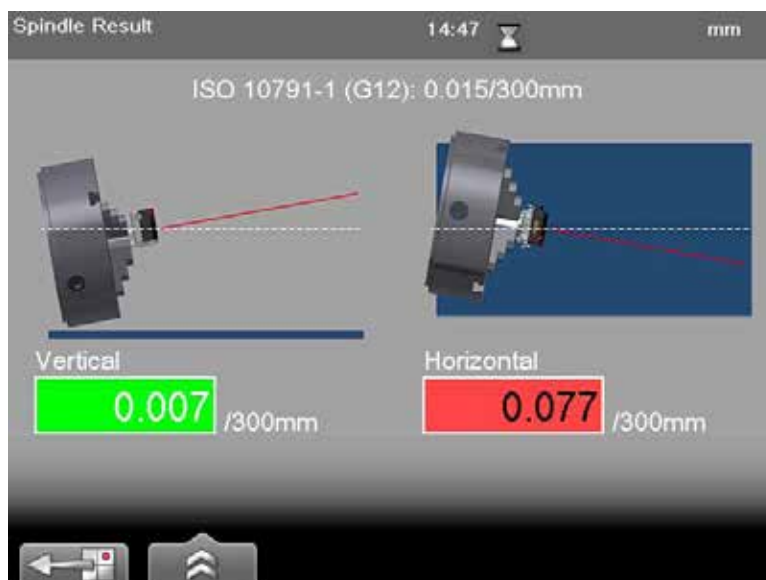 Spindle Result 14:47 mm
ISO 10791-1 (G12): 0.015/300mm
Vertical Horizontal
0.007 /300mm 0.077 /300mm